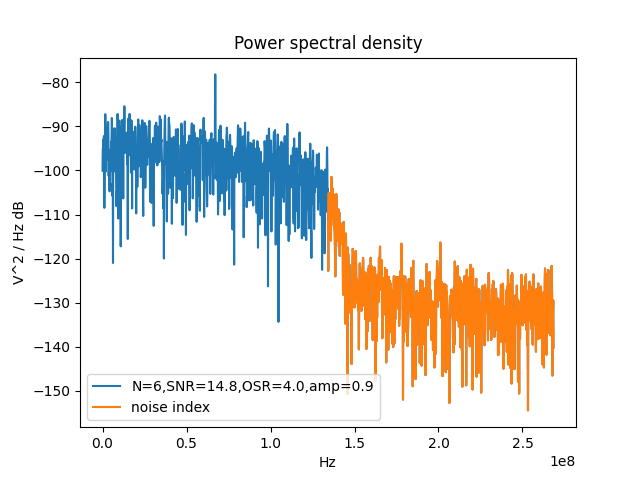 Power spectral density
V^2 / Hz dB
−80
−90
−100
−110
−120
−130
−140
−150
N=6,SNR=14.8,OSR=4.0,amp=0.9
noise index
0.0 0.5 1.0 1.5 2.0 2.5
1e8
Hz